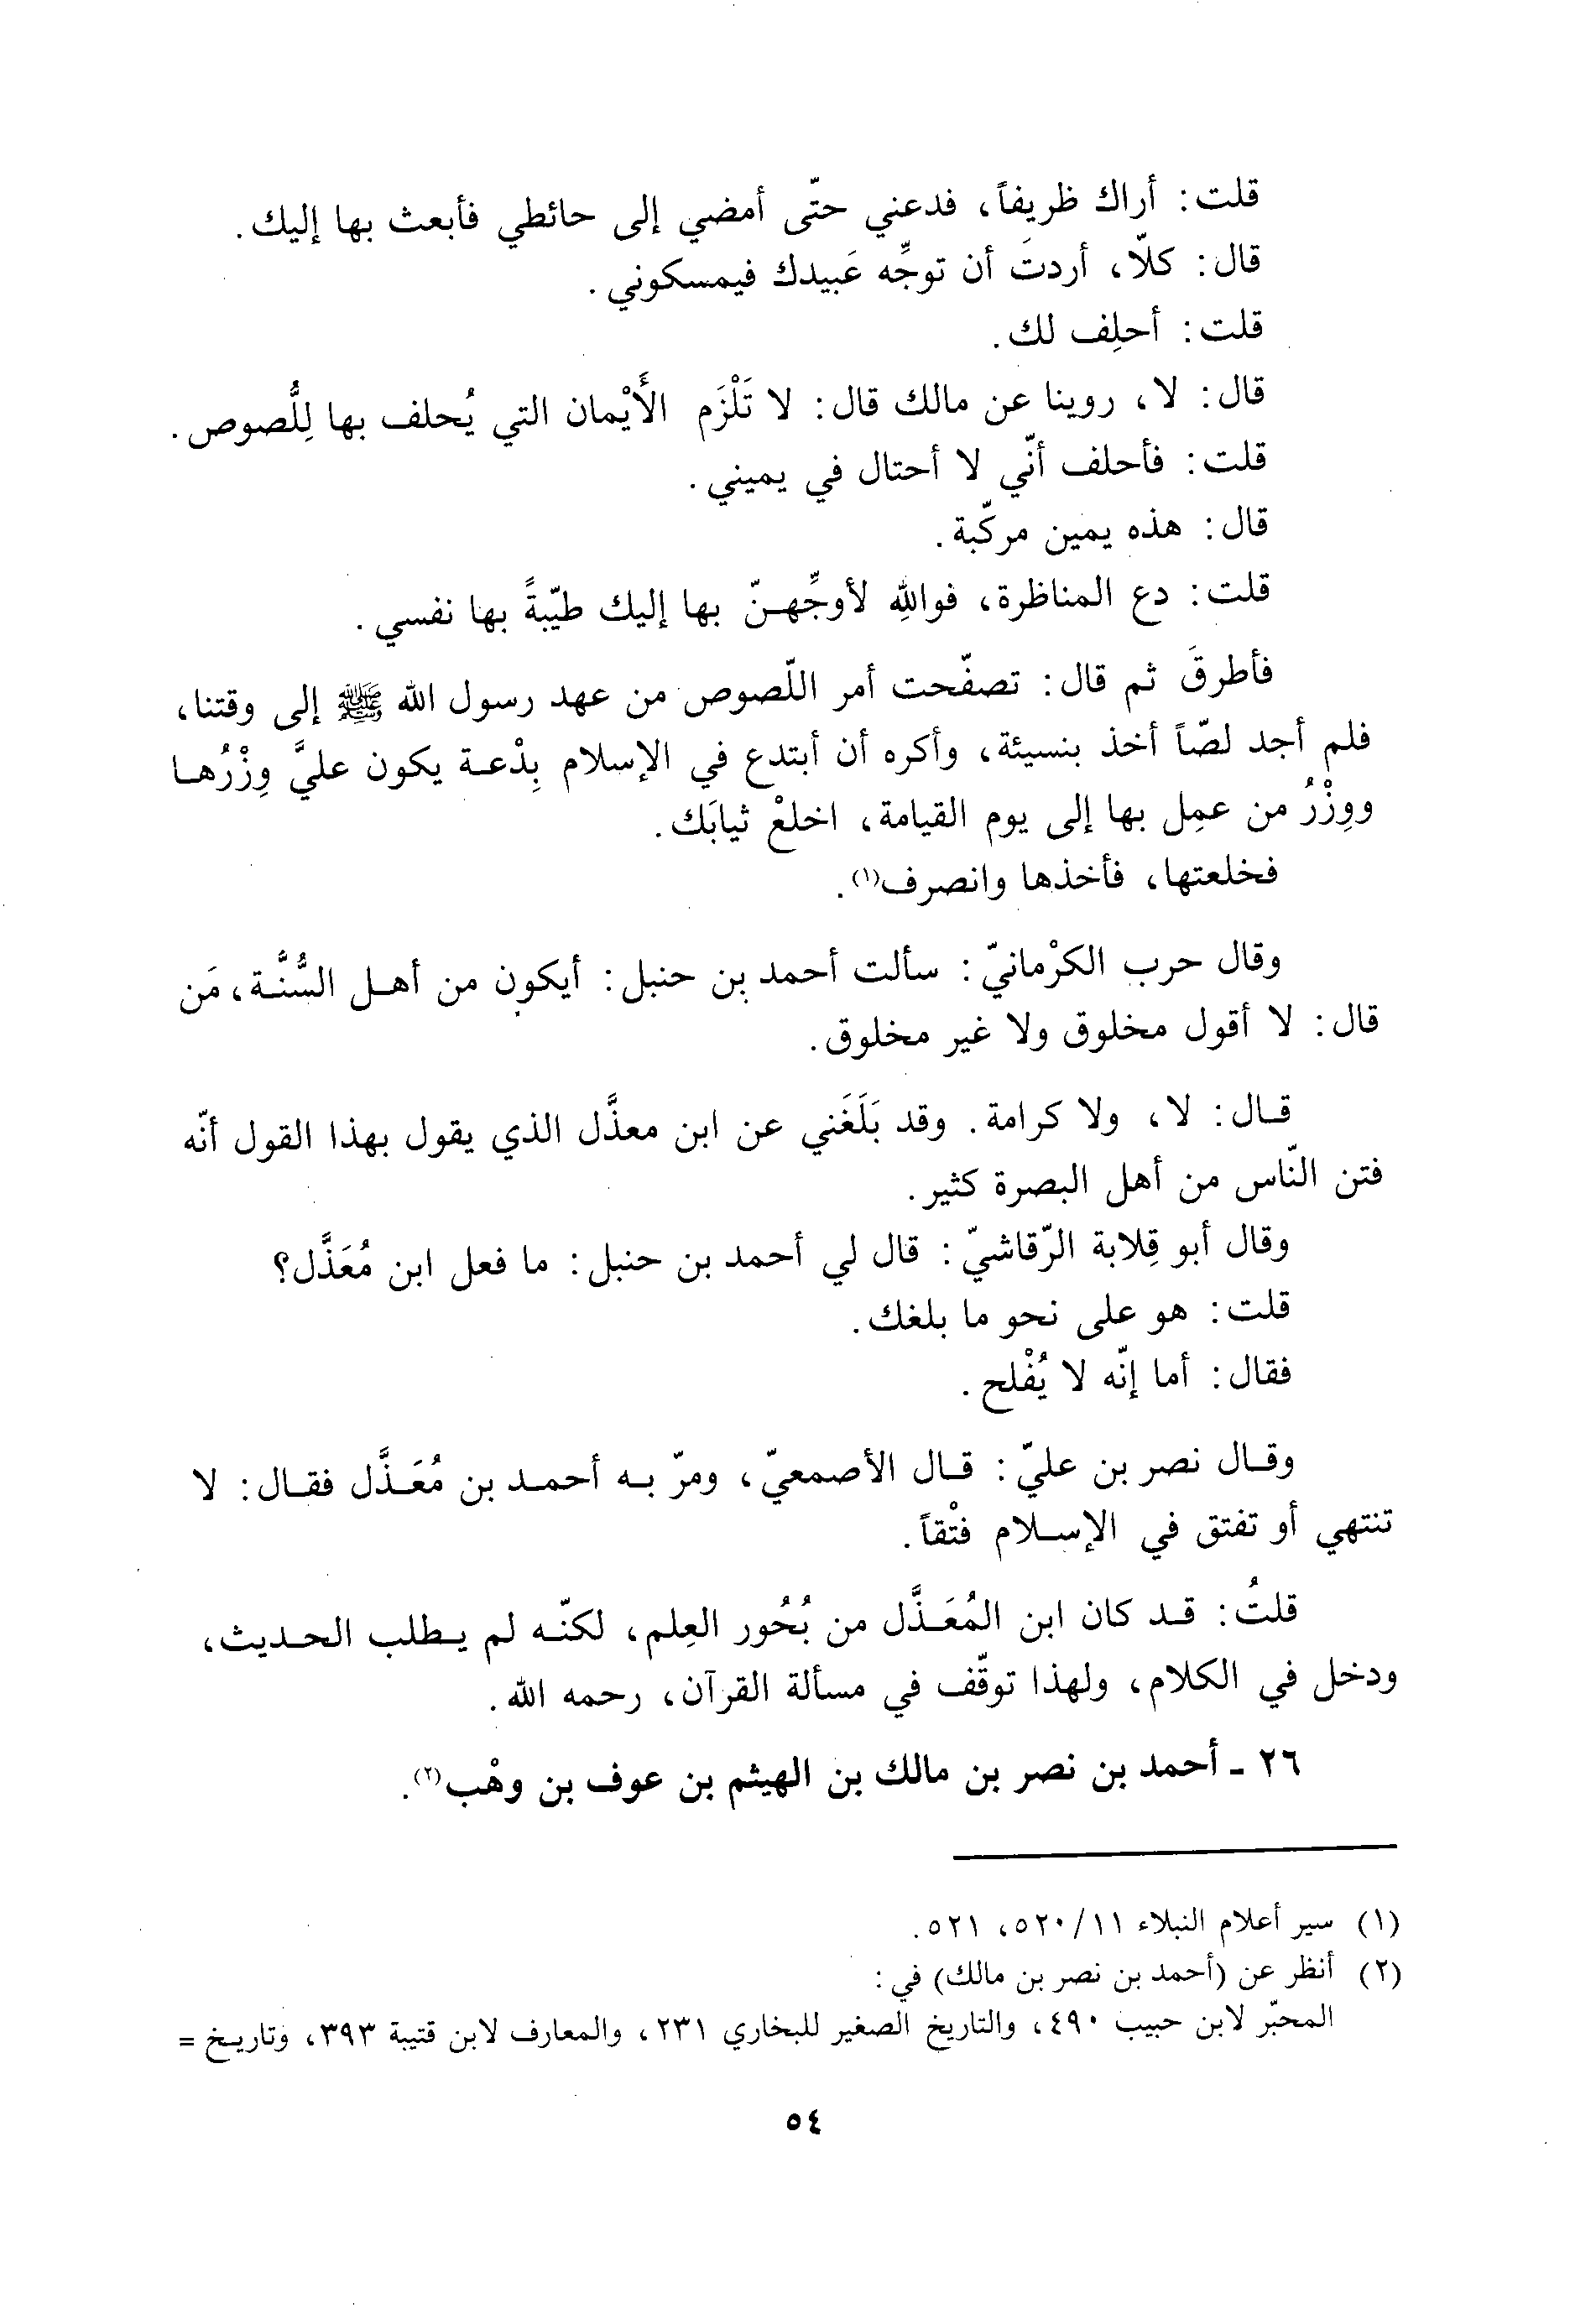 قلت: أراك ظريفاً، فدعني حتّى أمضي إلى حائطي فأبعث بها إليك.
قال: كلّا، أردتَ أن توجِّه عَبيدك فيمسكوني.
قلت: أحلِف لك.
قال: لا، روينا عن مالك قال: لا تَلْزَم الأَيْمان التي يُحلف بها لِلُّصوص.
قلت: فأحلف أنّي لا أحتال في يميني.
قال: هذه يمين مركّبة.
قلت: دع المناظرة، فواللهِ لأوجِّهنّ بها إليك طيّبةً بها نفسي.
فأطرقَ ثم قال: تصفّحت أمر اللّصوص من عهد رسول الله ﷺ إلى وقتنا،
فلم أجد لصّاً أخذ بنسيئة، وأكره أن أبتدع في الإسلام بِدْعة يكون عليَّ وِزْرُها
ووِزْرُ من عمِل بها إلى يوم القيامة، اخلعْ ثيابَك.
فخلعتها، فأخذها وانصرف(١).
وقال حرب الكرْمانيّ: سألت أحمد بن حنبل: أيكون من أهل السُّنَّة، مَن
قال: لا أقول مخلوق ولا غير مخلوق.
قال: لا، ولا كرامة. وقد بَلَغَني عن ابن معذَّل الذي يقول بهذا القول أنّه
فتن النّاس من أهل البصرة كثير.
وقال أبو قِلابة الرّقاشيّ: قال لي أحمد بن حنبل: ما فعل ابن مُعَذَّل؟
قلت: هو على نحو ما بلغك.
فقال: أما إنّه لا يُفْلح.
وقال نصر بن عليّ: قال الأصمعيّ، ومرّ به أحمد بن مُعَذَّل فقال: لا
تنتهي أو تفتق في الإسلام فتْقاً.
قلتُ: قد كان ابن المُعَذَّل من بُحُور العِلم، لكنّه لم يطلب الحديث،
ودخل في الكلام، ولهذا توقّف في مسألة القرآن، رحمه الله.
٢٦ - أحمد بن نصر بن مالك بن الهيثم بن عوف بن وهْب(٢).
(١) سير أعلام النبلاء ٥٢٠/١١، ٥٢١.
(٢) أنظر عن (أحمد بن نصر بن مالك) في:
المحبّر لابن حبيب ٤٩٠، والتاريخ الصغير للبخاري ٢٣١، والمعارف لابن قتيبة ٣٩٣، وتاريخ =
٥٤